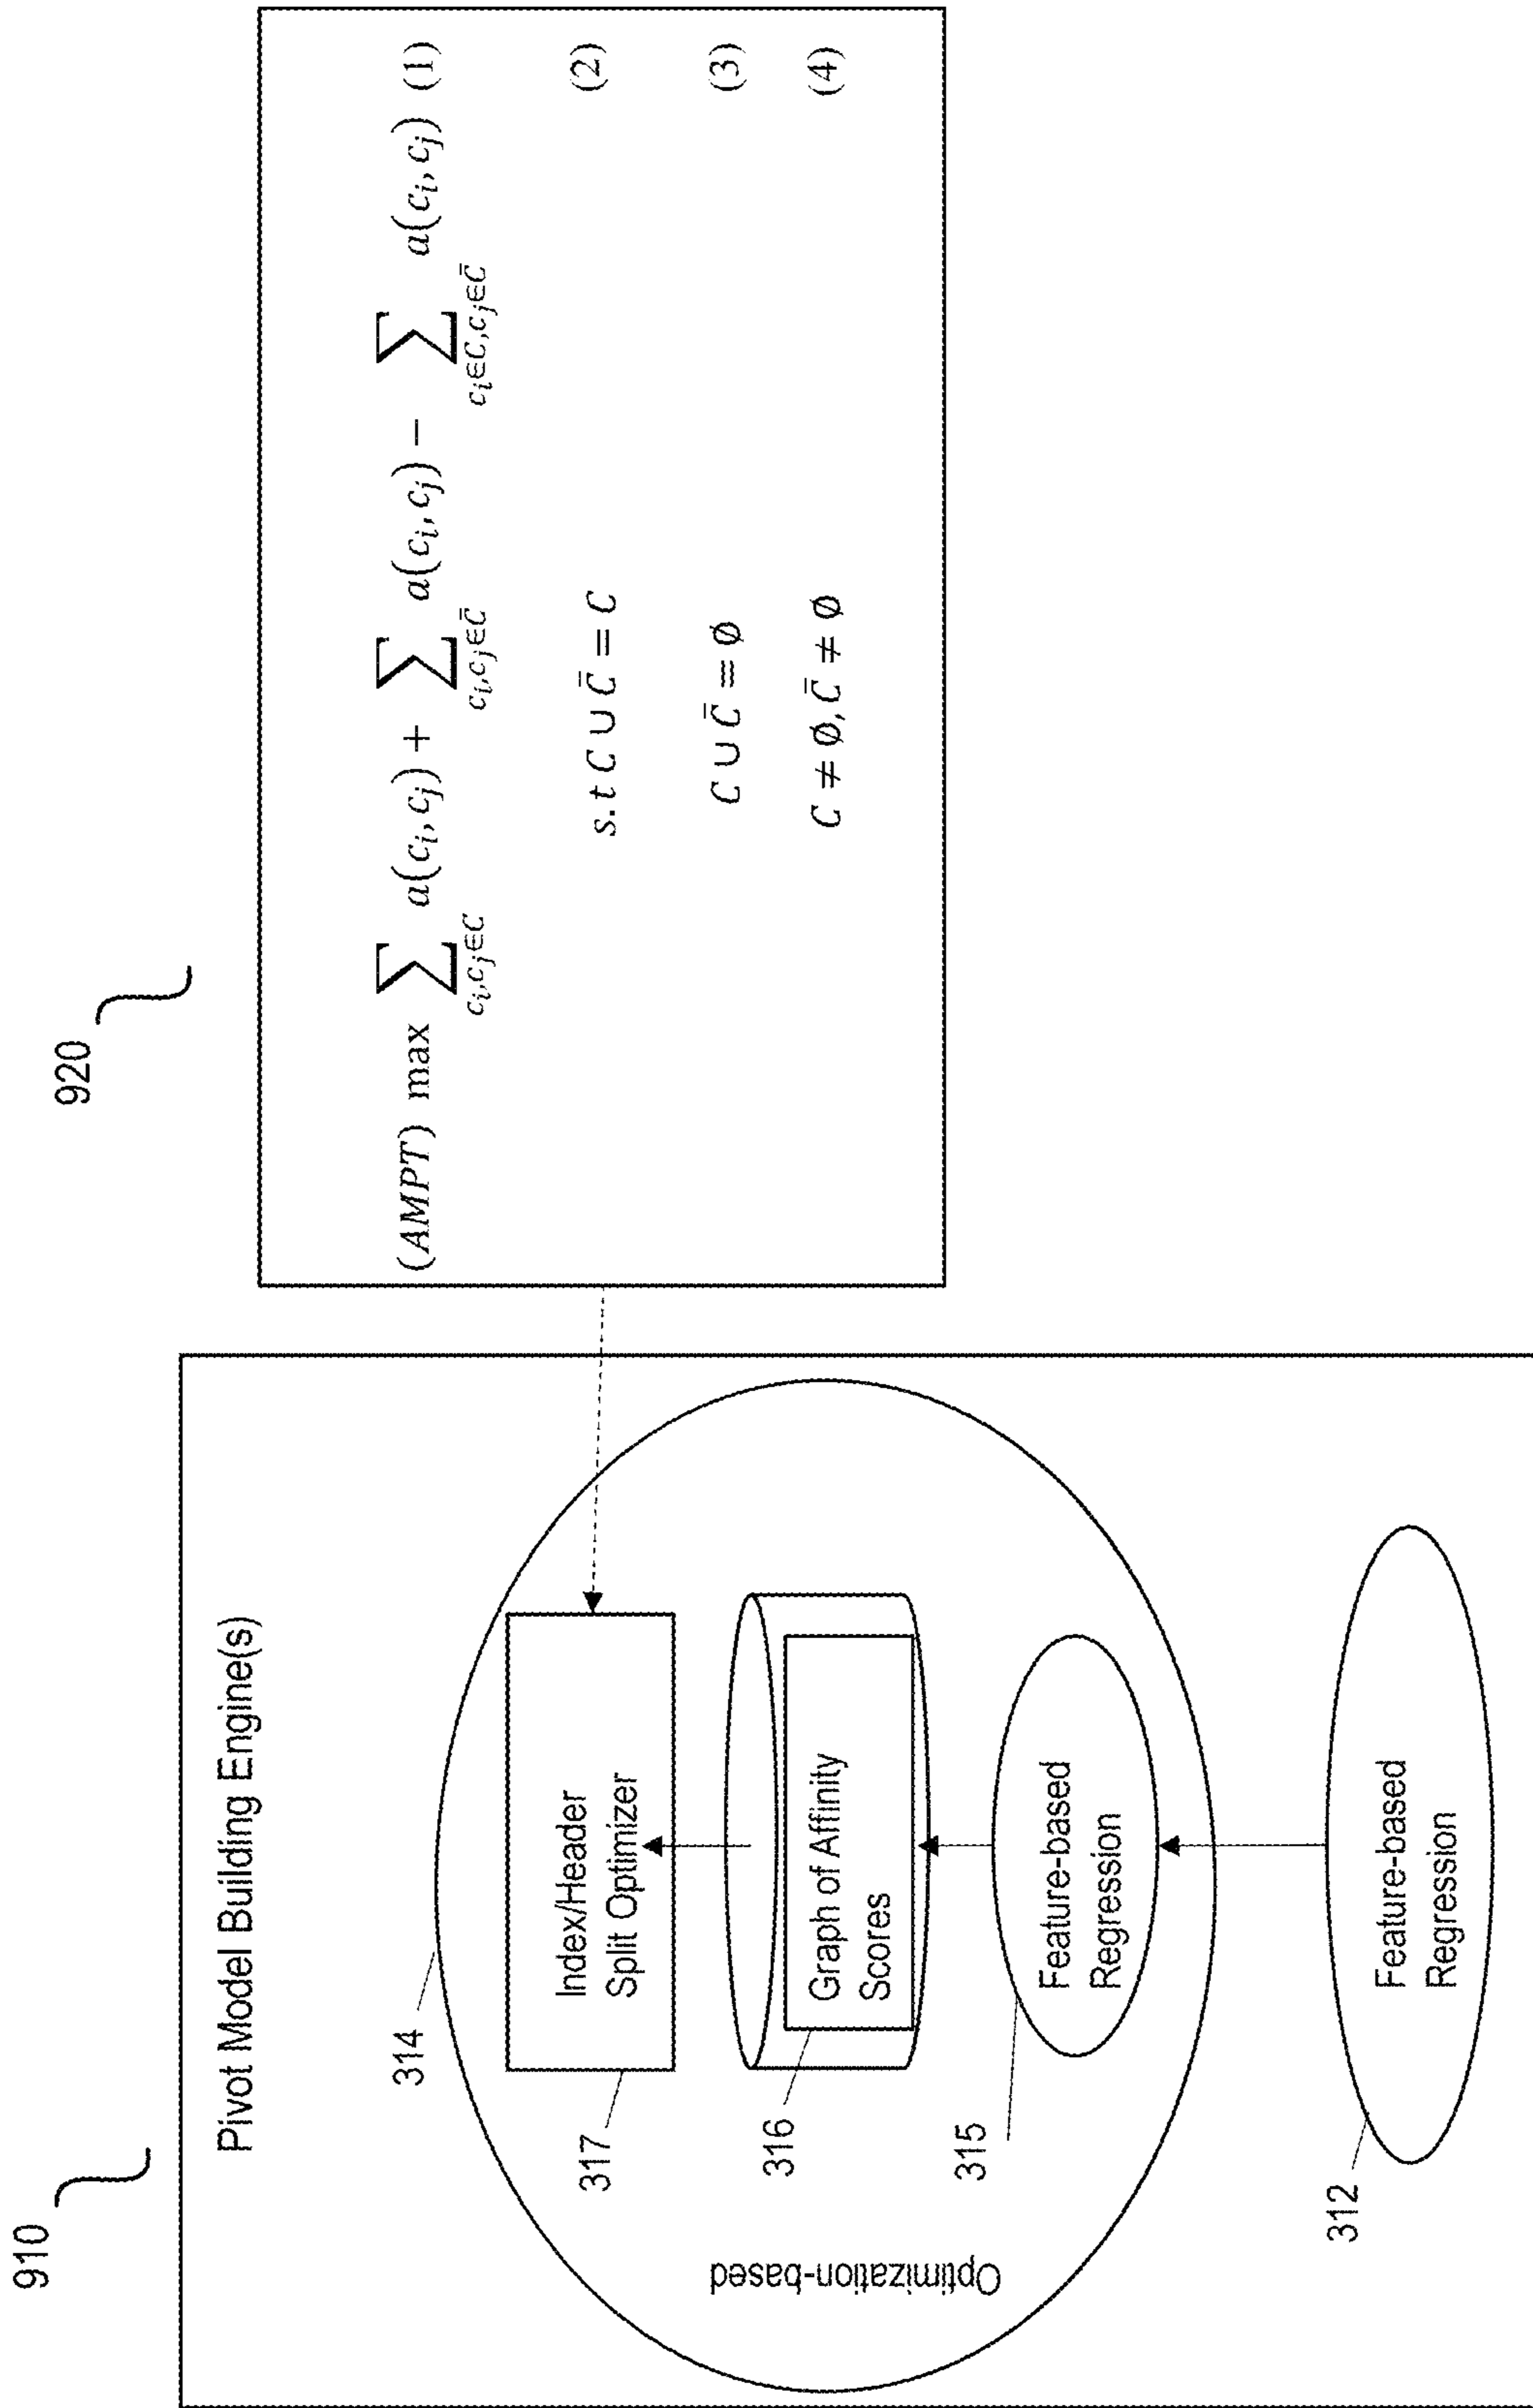 910
Pivot Model Building Engine(s)
314
317
Index/Header
Split Optimizer
316
Graph of Affinity
Scores
315
Feature-based
Regression
Optimization-based
312
Feature-based
Regression
920
(AMPT) max ∑_{c_i,c_j∈C} a(c_i, c_j) + ∑_{c_i,c_j∈C̄} a(c_i, c_j) − ∑_{c_i∈C,c_j∈C̄} a(c_i, c_j) (1)
s.t C ∪ C̄ = C (2)
C ∪ C̄ = ∅ (3)
C ≠ ∅, C̄ ≠ ∅ (4)